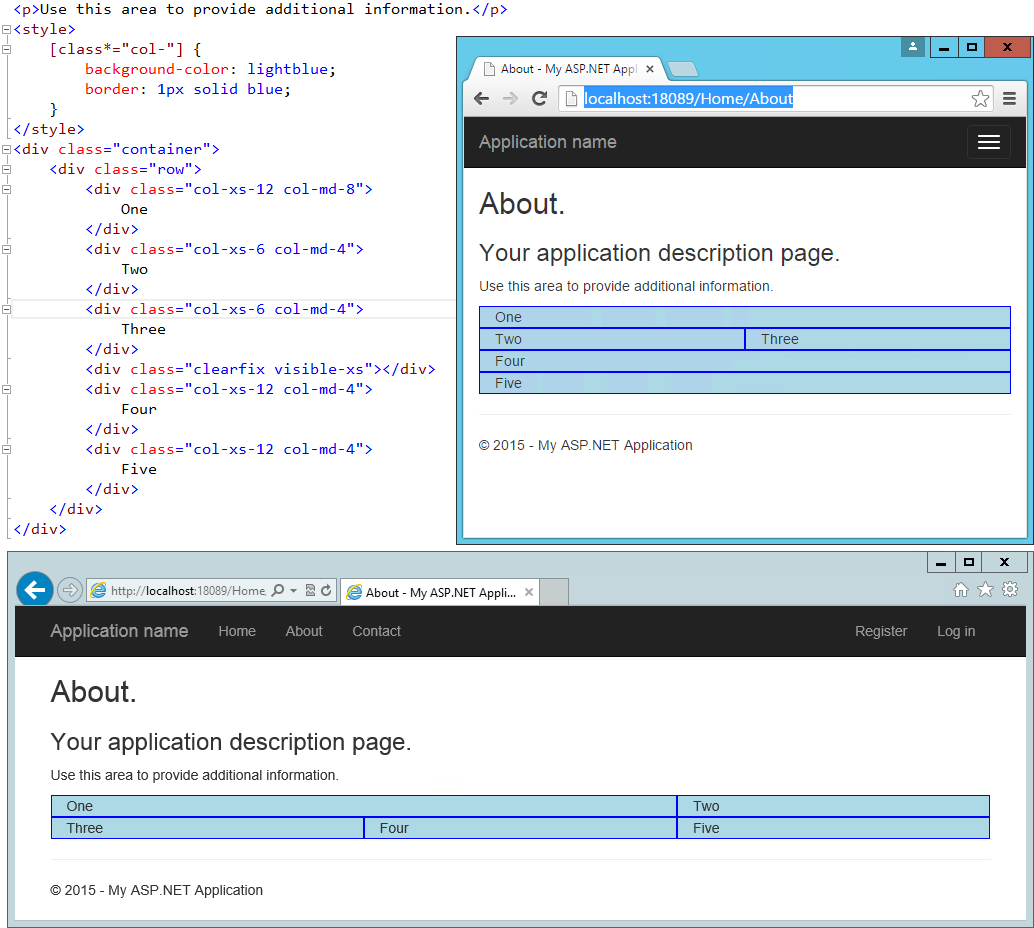 <p>Use this area to provide additional information.</p>
<style>
    [class*="col-"] {
        background-color: lightblue;
        border: 1px solid blue;
    }
</style>
<div class="container">
    <div class="row">
        <div class="col-xs-12 col-md-8">
            One
        </div>
        <div class="col-xs-6 col-md-4">
            Two
        </div>
        <div class="col-xs-6 col-md-4">
            Three
        </div>
        <div class="clearfix visible-xs"></div>
        <div class="col-xs-12 col-md-4">
            Four
        </div>
        <div class="col-xs-12 col-md-4">
            Five
        </div>
    </div>
</div>
About - My ASP.NET Appl
localhost:18089/Home/About
Application name
About.
Your application description page.
Use this area to provide additional information.
One
Two Three
Four
Five
© 2015 - My ASP.NET Application
http://localhost:18089/Home, About - My ASP.NET Appli...
Application name Home About Contact Register Log in
About.
Your application description page.
Use this area to provide additional information.
One Two
Three Four Five
© 2015 - My ASP.NET Application